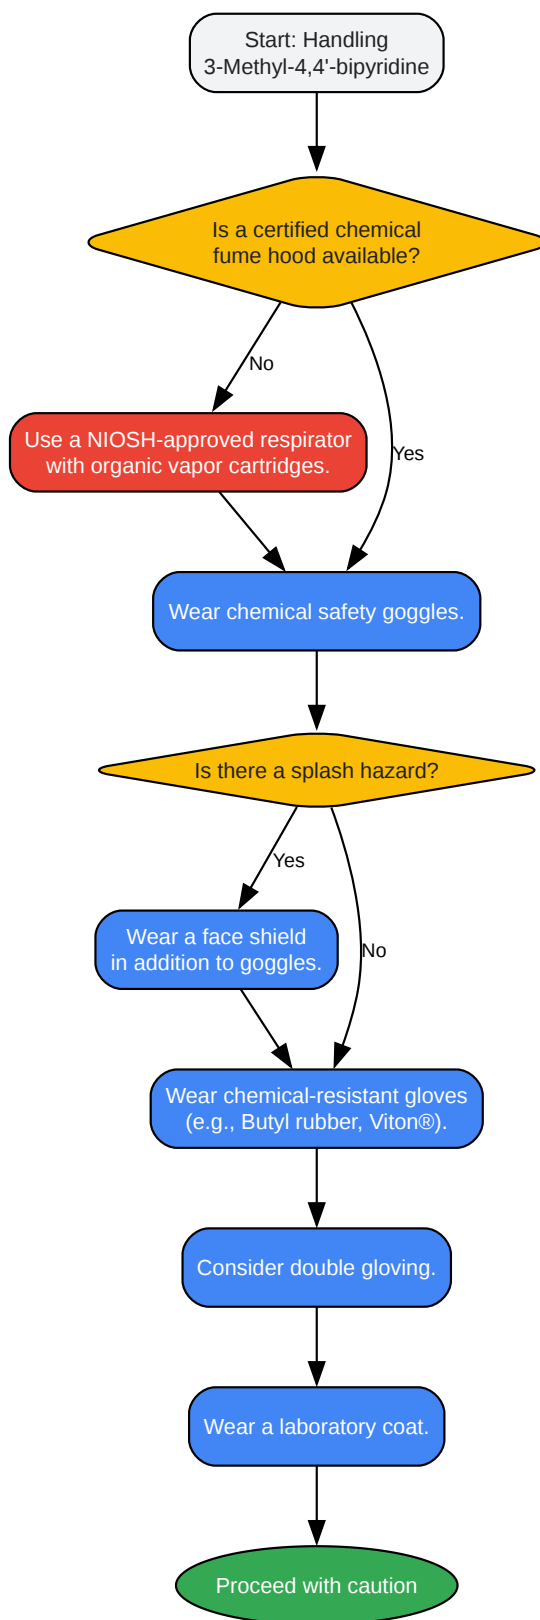 Start: Handling
3-Methyl-4,4'-bipyridine
Is a certified chemical
fume hood available?
No
Use a NIOSH-approved respirator
with organic vapor cartridges.
Yes
Wear chemical safety goggles.
Is there a splash hazard?
Yes
Wear a face shield
in addition to goggles.
No
Wear chemical-resistant gloves
(e.g., Butyl rubber, Viton®).
Consider double gloving.
Wear a laboratory coat.
Proceed with caution